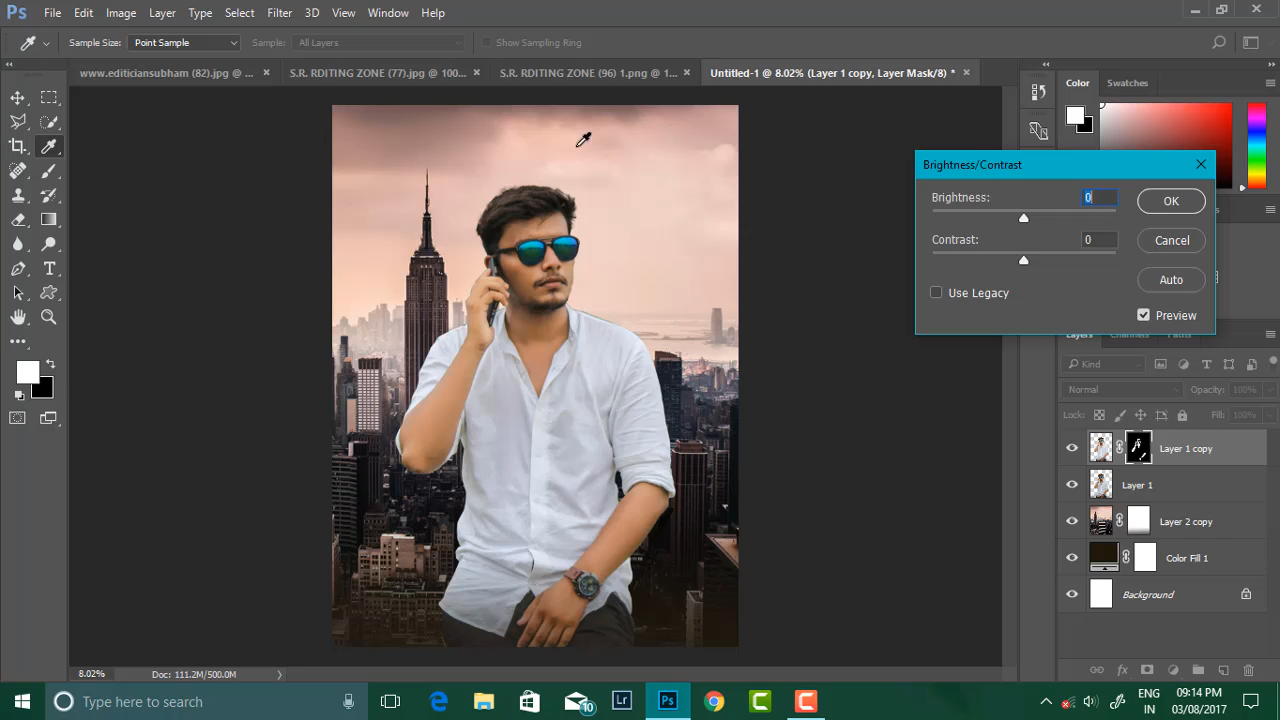 Ps File Edit Image Layer Type Select Filter 3D View Window Help
Sample Size: Point Sample Sample: All Layers Show Sampling Ring
www.editiciansubham (82).jpg @ ... × S.R. RDITING ZONE (77).jpg @ 100... × S.R. RDITING ZONE (96) 1.png @ 1... × Untitled-1 @ 8.02% (Layer 1 copy, Layer Mask/8) * ×
Color Swatches
Brightness/Contrast
Brightness: 0
OK
Contrast: 0
Cancel
Auto
Use Legacy
Preview
Layers Channels Paths
Kind
Normal Opacity: 100%
Lock: Fill: 100%
Layer 1 copy
Layer 1
Layer 2 copy
Color Fill 1
Background
8.02% Doc: 111.2M/500.0M
Type here to search
10
Lr
Ps
ENG
IN
09:14 PM
03/08/2017